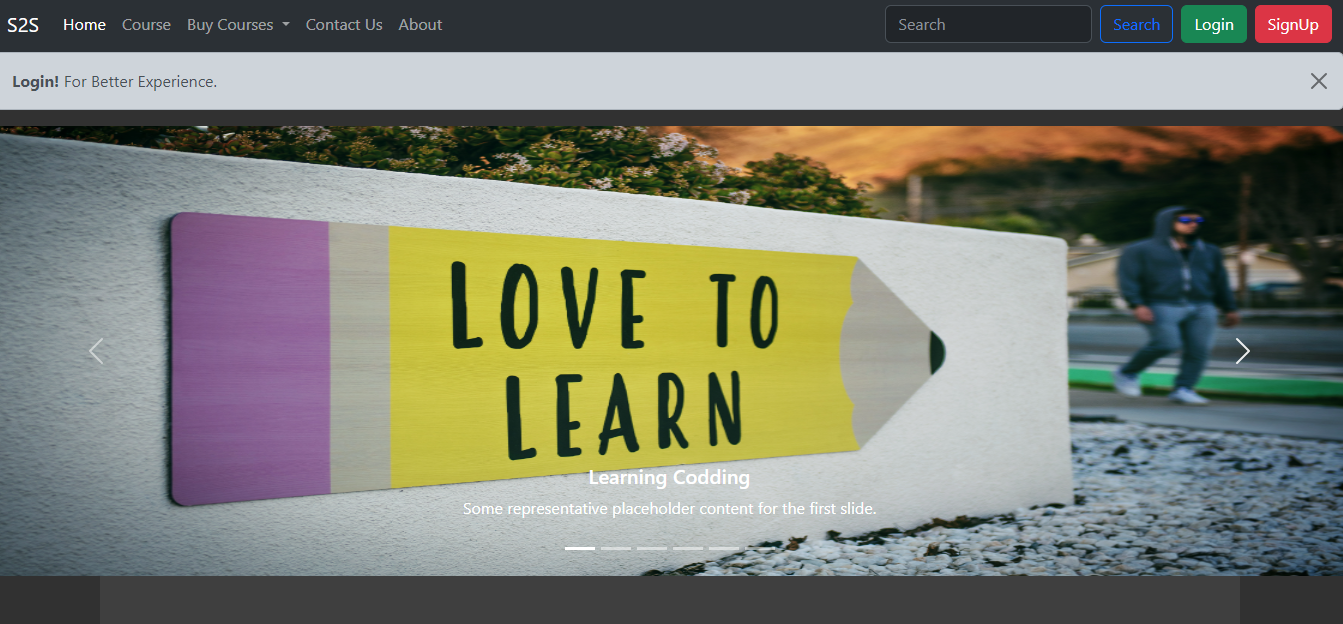 S2S Home Course Buy Courses Contact Us About Search Search Login SignUp
Login! For Better Experience.
LOVE TO
LEARN
Learning Codding
Some representative placeholder content for the first slide.